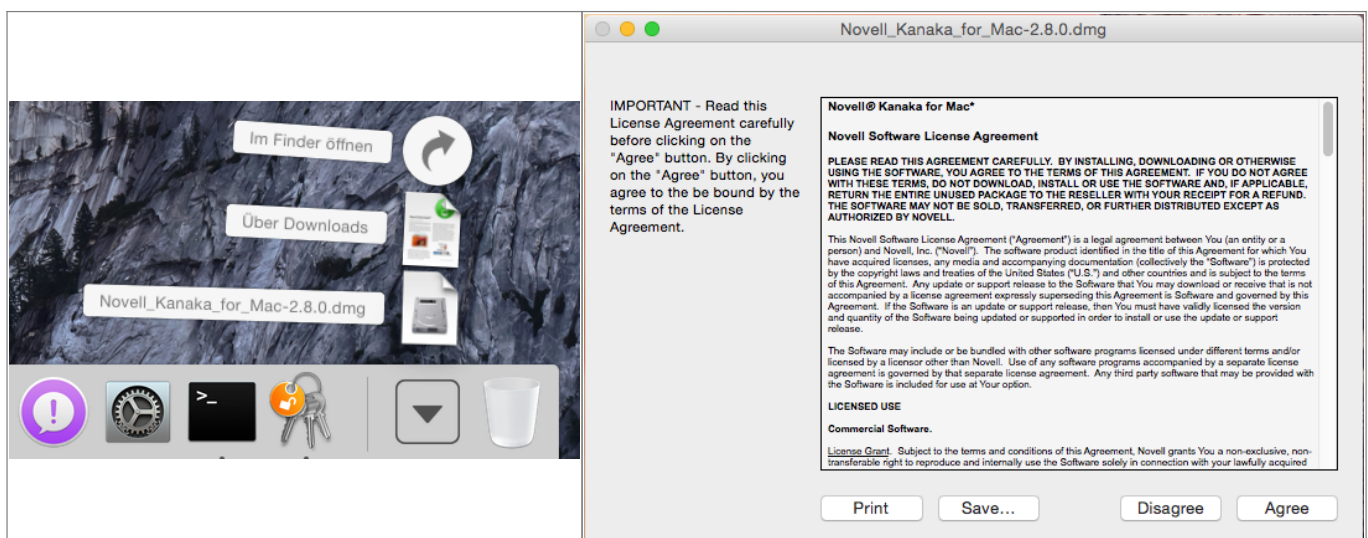 Im Finder öffnen
Über Downloads
Novell_Kanaka_for_Mac-2.8.0.dmg
>_
Novell_Kanaka_for_Mac-2.8.0.dmg
IMPORTANT - Read this
License Agreement carefully
before clicking on the
"Agree" button. By clicking
on the "Agree" button, you
agree to the be bound by the
terms of the License
Agreement.
Novell® Kanaka for Mac*
Novell Software License Agreement
PLEASE READ THIS AGREEMENT CAREFULLY. BY INSTALLING, DOWNLOADING OR OTHERWISE
USING THE SOFTWARE, YOU AGREE TO THE TERMS OF THIS AGREEMENT. IF YOU DO NOT AGREE
WITH THESE TERMS, DO NOT DOWNLOAD, INSTALL OR USE THE SOFTWARE AND, IF APPLICABLE,
RETURN THE ENTIRE UNUSED PACKAGE TO THE RESELLER WITH YOUR RECEIPT FOR A REFUND.
THE SOFTWARE MAY NOT BE SOLD, TRANSFERRED, OR FURTHER DISTRIBUTED EXCEPT AS
AUTHORIZED BY NOVELL.
This Novell Software License Agreement ("Agreement") is a legal agreement between You (an entity or a
person) and Novell, Inc. ("Novell"). The software product identified in the title of this Agreement for which You
have acquired licenses, any media and accompanying documentation (collectively the "Software") is protected
by the copyright laws and treaties of the United States ("U.S.") and other countries and is subject to the terms
of this Agreement. Any update or support release to the Software that You may download or receive that is not
accompanied by a license agreement expressly superseding this Agreement is Software and governed by this
Agreement. If the Software is an update or support release, then You must have validly licensed the version
and quantity of the Software being updated or supported in order to install or use the update or support
release.
The Software may include or be bundled with other software programs licensed under different terms and/or
licensed by a licensor other than Novell. Use of any software programs accompanied by a separate license
agreement is governed by that separate license agreement. Any third party software that may be provided with
the Software is included for use at Your option.
LICENSED USE
Commercial Software.
License Grant. Subject to the terms and conditions of this Agreement, Novell grants You a non-exclusive, non-
transferable right to reproduce and internally use the Software solely in connection with your lawfully acquired
Print
Save...
Disagree
Agree